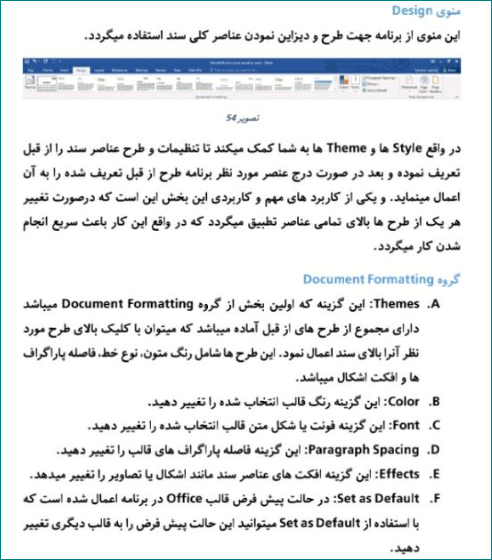 منوی Design
این منوی از برنامه جهت طرح و دیزاین نمودن عناصر کلی سند استفاده میگردد.
تصویر 54
در واقع Style ها و Theme ها به شما کمک میکند تا تنظیمات و طرح عناصر سند را از قبل
تعریف نموده و بعد در صورت درج عنصر مورد نظر برنامه طرح از قبل تعریف شده را به آن
اعمال مینماید. و یکی از کاربرد های مهم و کاربردی این بخش این است که درصورت تغییر
هر یک از طرح ها بالای تمامی عناصر تطبیق میگردد که در واقع این کار باعث سریع انجام
شدن کار میگردد.
گروه Document Formatting
A. Themes: این گزینه که اولین بخش از گروه Document Formatting میباشد
دارای مجموع از طرح های از قبل آماده میباشد که میتوان با کلیک بالای طرح مورد
نظر آنرا بالای سند اعمال نمود. این طرح ها شامل رنگ متون، نوع خط، فاصله پاراگراف
ها و افکت اشکال میباشد.
B. Color: این گزینه رنگ قالب انتخاب شده را تغییر دهید.
C. Font: این گزینه فونت یا شکل متن قالب انتخاب شده را تغییر دهید.
D. Paragraph Spacing: این گزینه فاصله پاراگراف های قالب را تغییر دهید.
E. Effects: این گزینه افکت های عناصر سند مانند اشکال یا تصاویر را تغییر میدهد.
F. Set as Default: در حالت پیش فرض قالب Office در برنامه اعمال شده است که
با استفاده از Set as Default میتوانید این حالت پیش فرض را به قالب دیگری تغییر
دهید.